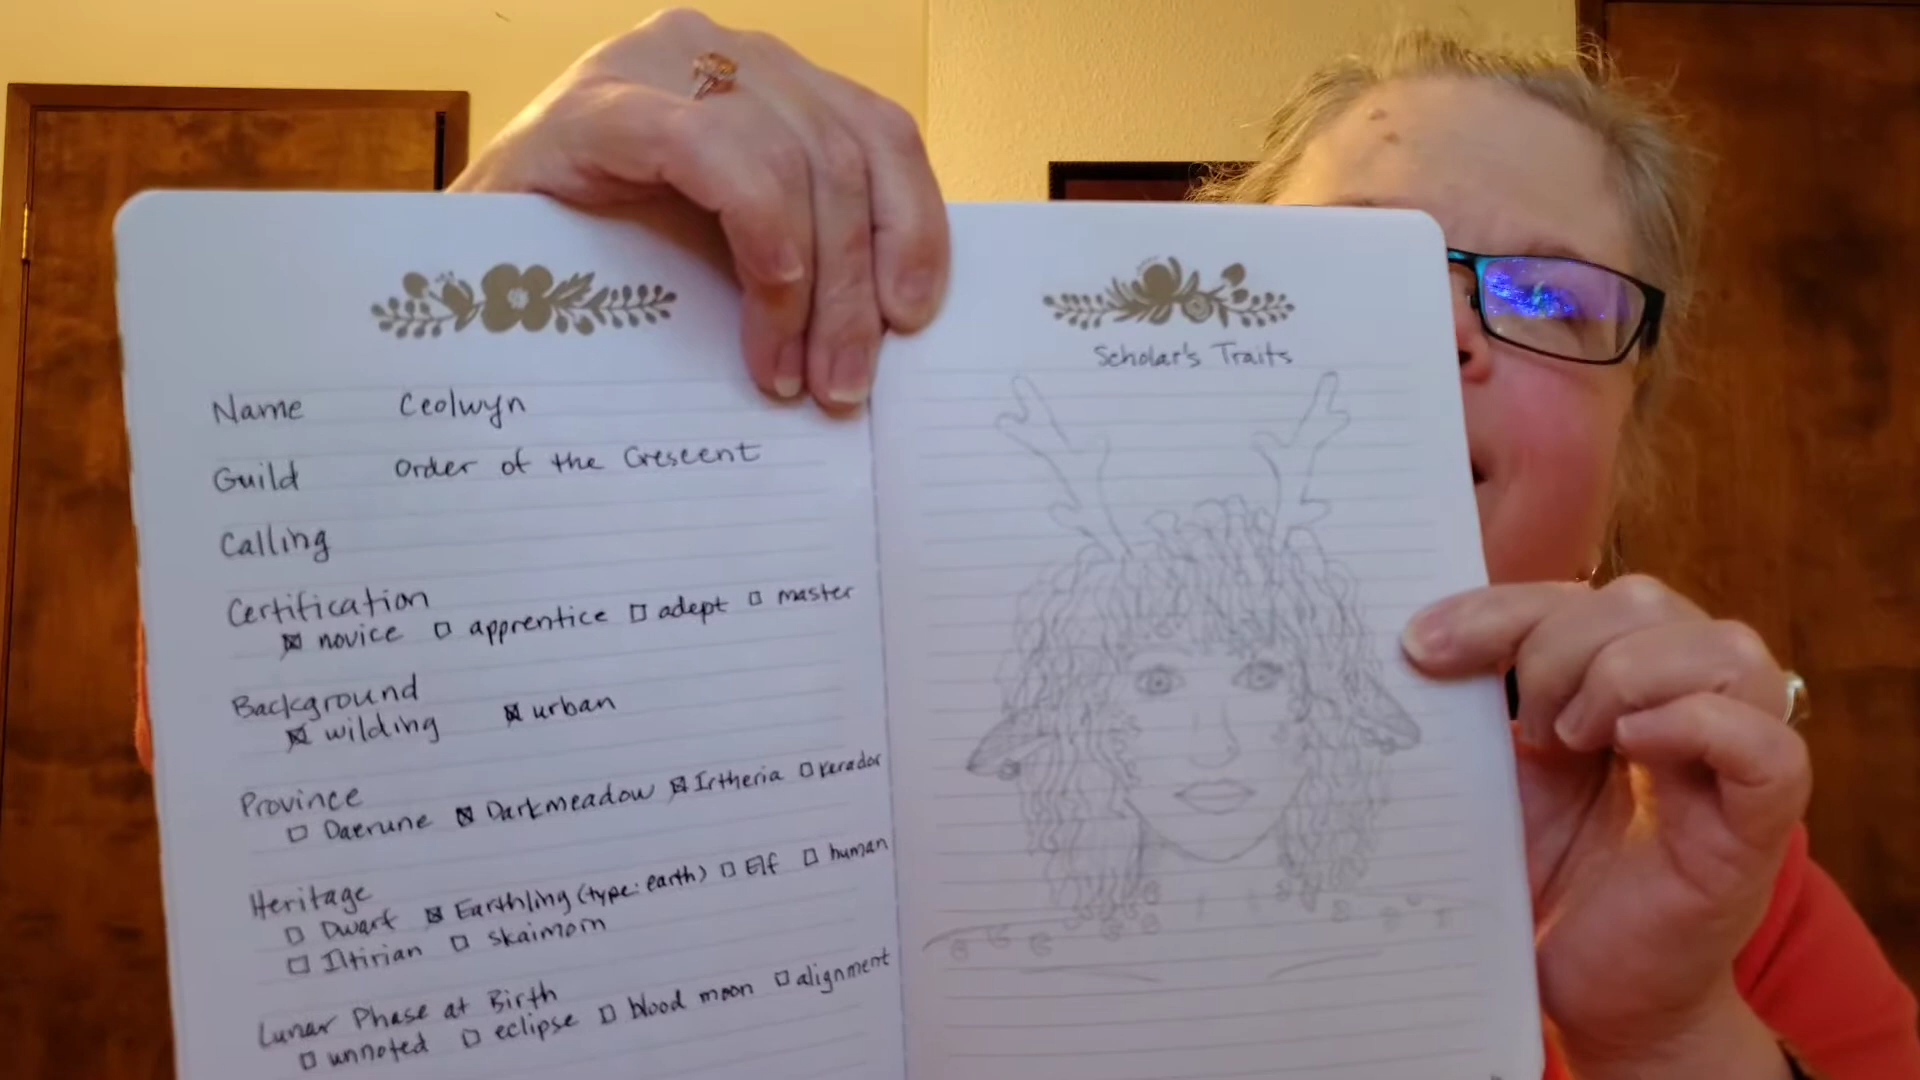 Name Ceolwyn
Guild Order of the Crescent
Calling
Certification
☒ novice ☐ apprentice ☐ adept ☐ master
Background
☒ wilding ☒ urban
Province
☐ Daerune ☒ Darkmeadow ☒ Irtheria ☐ Verador
Heritage
☐ Dwarf ☒ Earthling (type: earth) ☐ Elf ☐ human
☐ Iltirian ☐ Skaimorn
Lunar Phase at Birth
☐ unnoted ☐ eclipse ☐ blood moon ☐ alignment
Scholar's Traits